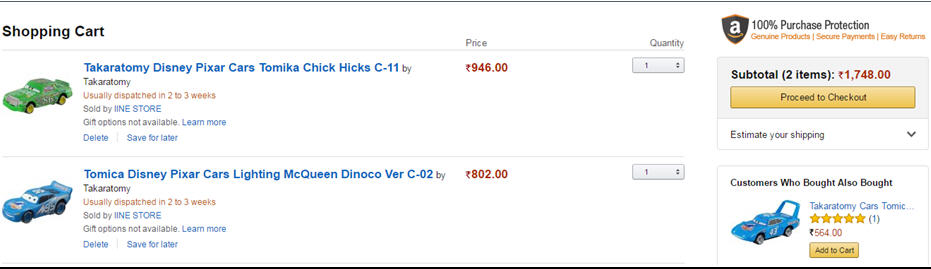 Shopping Cart
Price
Quantity
Takaratomy Disney Pixar Cars Tomika Chick Hicks C-11 by
Takaratomy
Usually dispatched in 2 to 3 weeks
Sold by IINE STORE
Gift options not available. Learn more
Delete
Save for later
₹946.00
1
Tomica Disney Pixar Cars Lighting McQueen Dinoco Ver C-02 by
Takaratomy
Usually dispatched in 2 to 3 weeks
Sold by IINE STORE
Gift options not available. Learn more
Delete
Save for later
₹802.00
1
a
100% Purchase Protection
Genuine Products | Secure Payments | Easy Returns
Subtotal (2 items): ₹1,748.00
Proceed to Checkout
Estimate your shipping
Customers Who Bought Also Bought
Takaratomy Cars Tomic...
(1)
₹564.00
Add to Cart
43